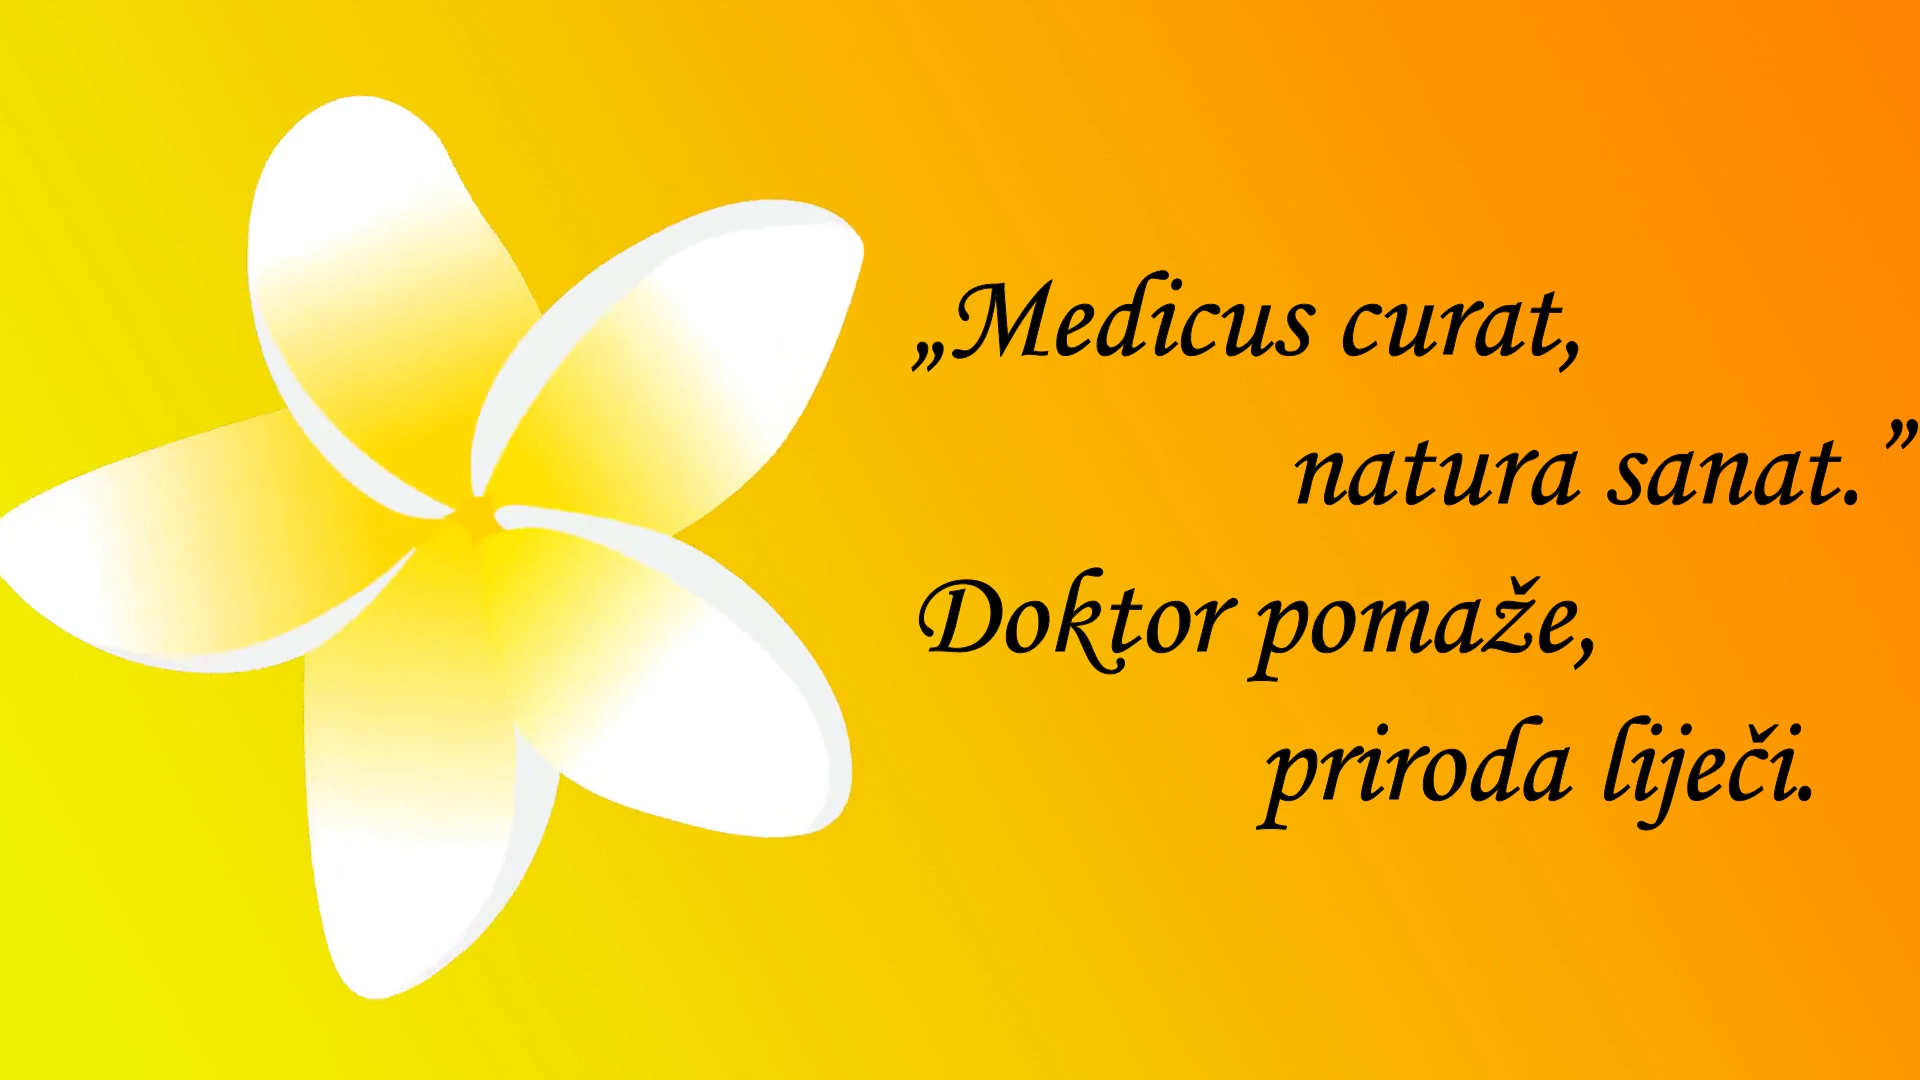 „Medicus curat,
natura sanat.”
Doktor pomaže,
priroda liječi.